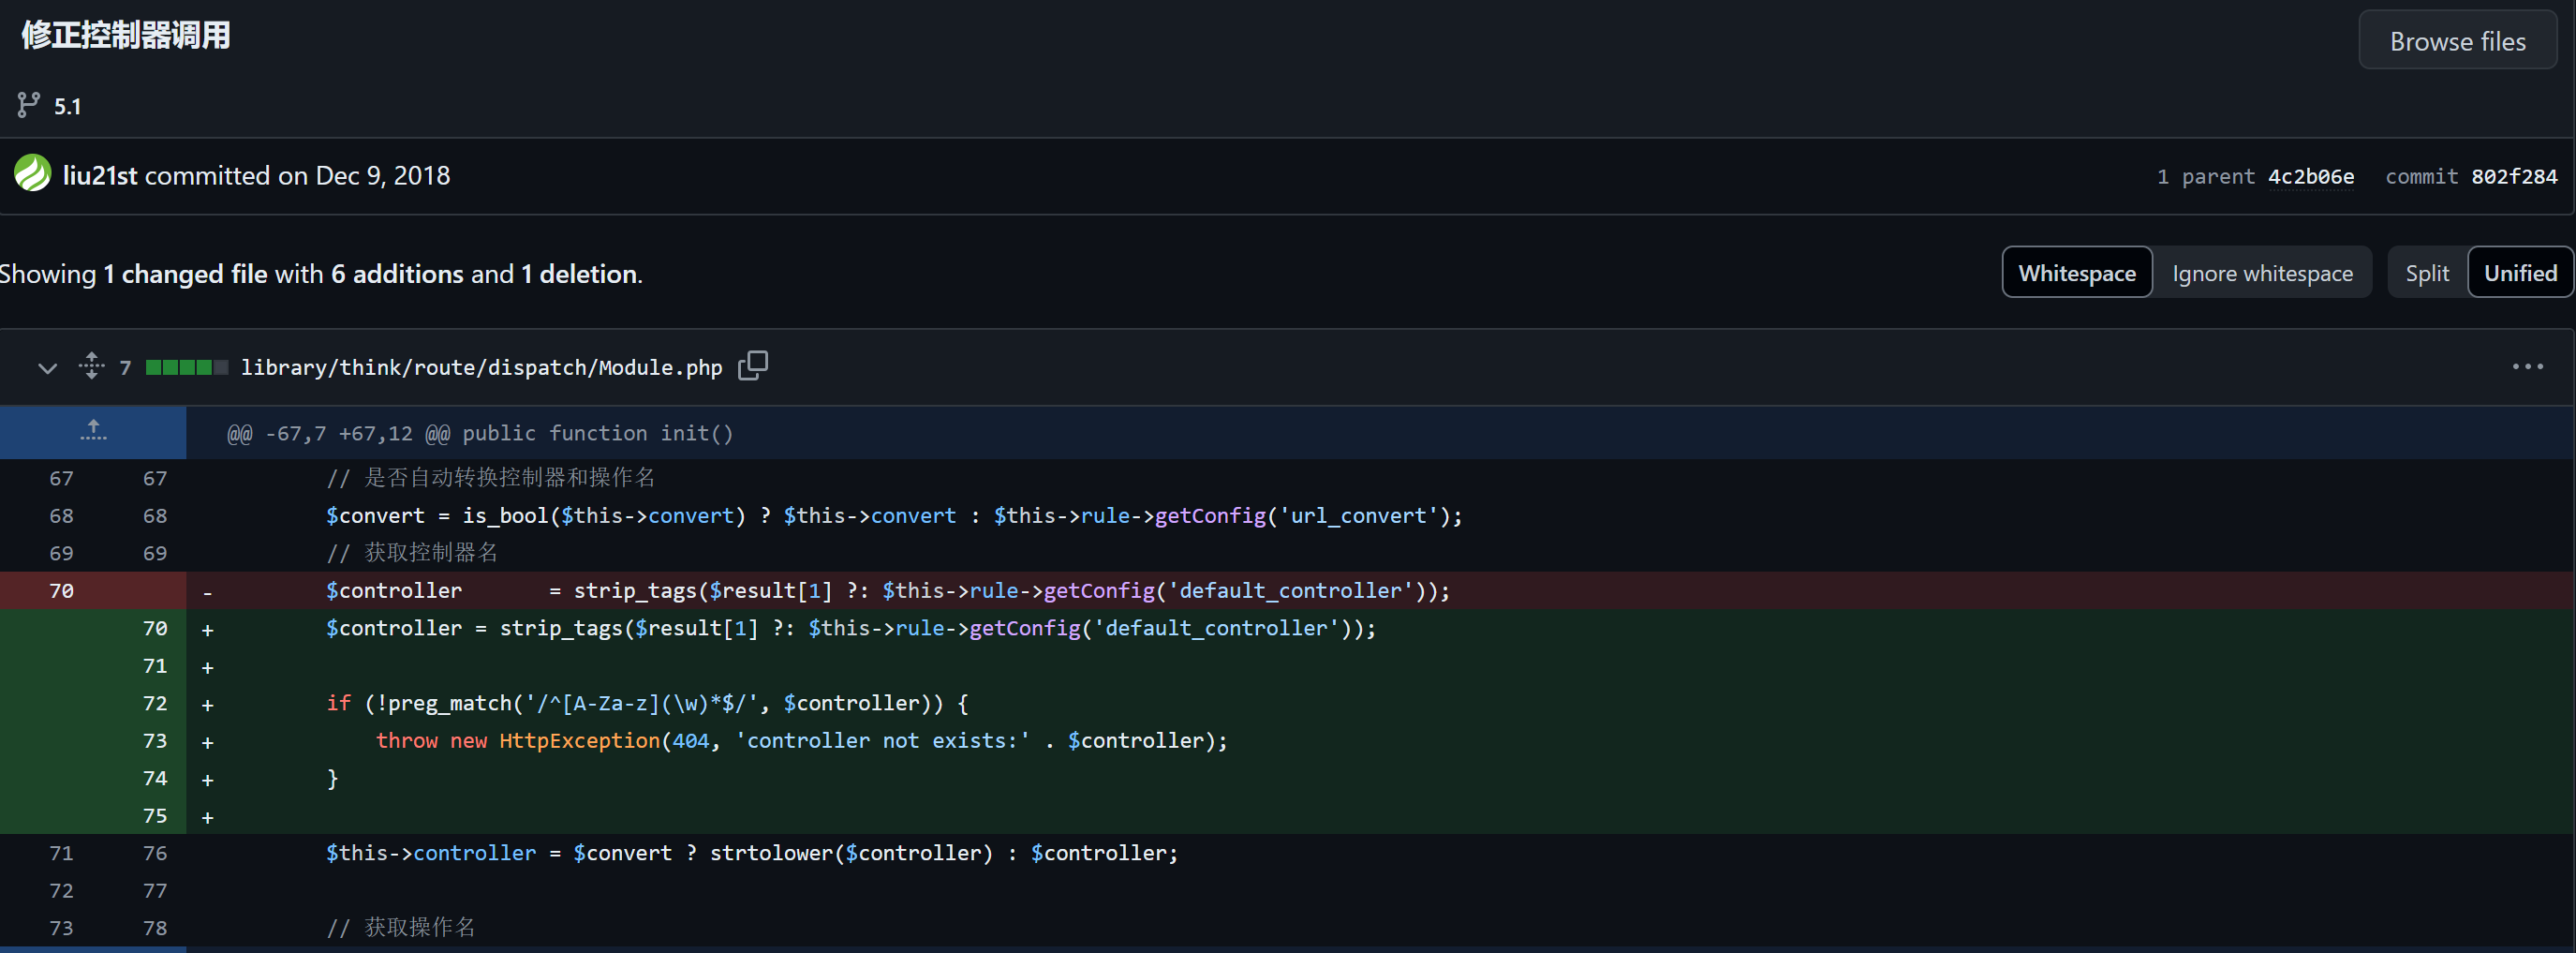 修正控制器调用
Browse files
5.1
liu21st committed on Dec 9, 2018
1 parent 4c2b06e commit 802f284
Showing 1 changed file with 6 additions and 1 deletion.
Whitespace Ignore whitespace Split Unified
7 library/think/route/dispatch/Module.php
@@ -67,7 +67,12 @@ public function init()
67 67 // 是否自动转换控制器和操作名
68 68 $convert = is_bool($this->convert) ? $this->convert : $this->rule->getConfig('url_convert');
69 69 // 获取控制器名
70 - $controller = strip_tags($result[1] ?: $this->rule->getConfig('default_controller'));
70 + $controller = strip_tags($result[1] ?: $this->rule->getConfig('default_controller'));
71 +
72 + if (!preg_match('/^[A-Za-z](\w)*$/', $controller)) {
73 + throw new HttpException(404, 'controller not exists:' . $controller);
74 + }
75 +
71 76 $this->controller = $convert ? strtolower($controller) : $controller;
72 77
73 78 // 获取操作名